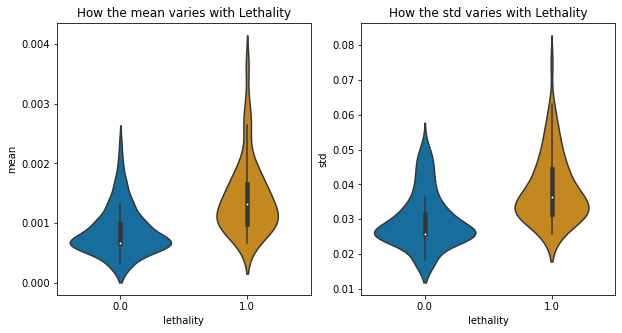 How the mean varies with Lethality
0.004
0.003
0.002
0.001
0.000
mean
0.0
1.0
lethality
How the std varies with Lethality
0.08
0.07
0.06
0.05
0.04
0.03
0.02
0.01
std
0.0
1.0
lethality